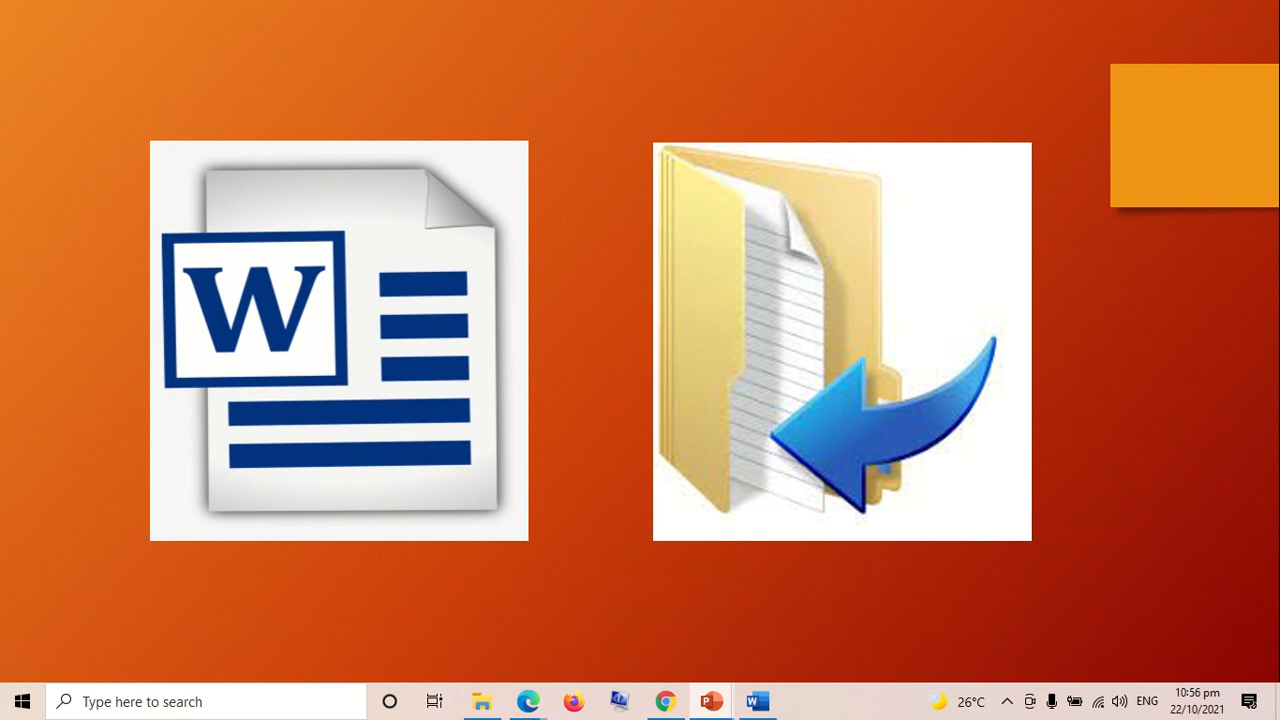 W
Type here to search
26°C
ENG
10:56 pm
22/10/2021